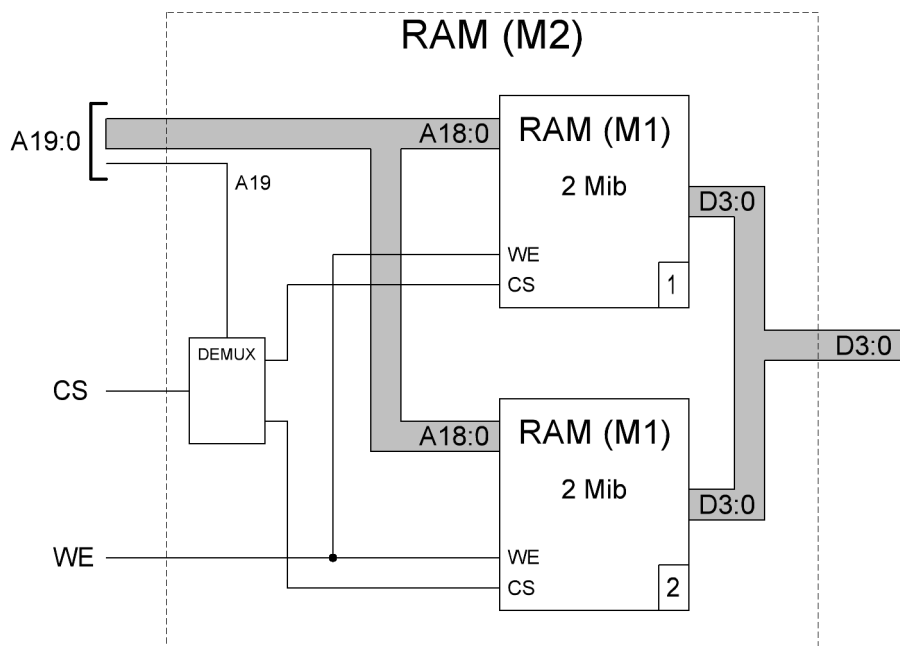 RAM (M2)
A19:0
A18:0
RAM (M1)
2 Mib
D3:0
A19
WE
CS
1
DEMUX
D3:0
CS
A18:0
RAM (M1)
2 Mib
D3:0
WE
WE
CS
2